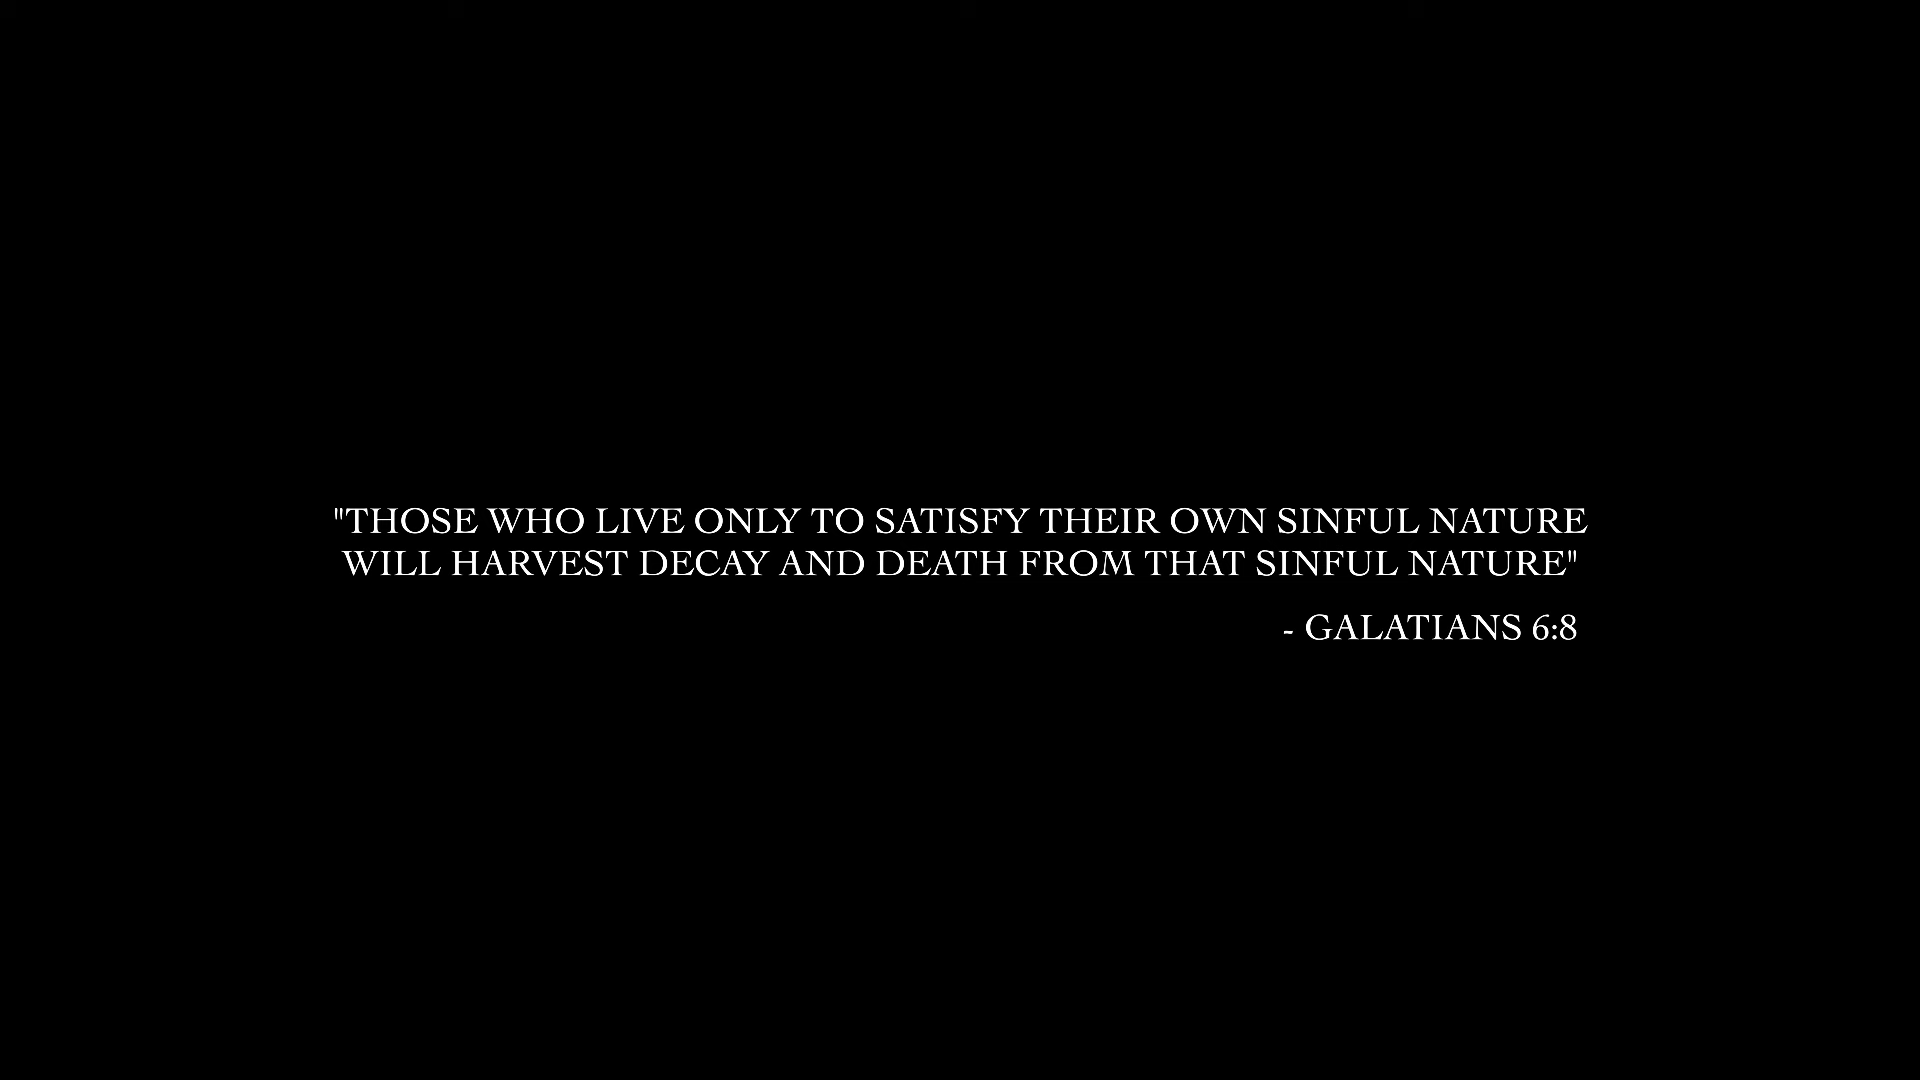 "THOSE WHO LIVE ONLY TO SATISFY THEIR OWN SINFUL NATURE
WILL HARVEST DECAY AND DEATH FROM THAT SINFUL NATURE"
- GALATIANS 6:8